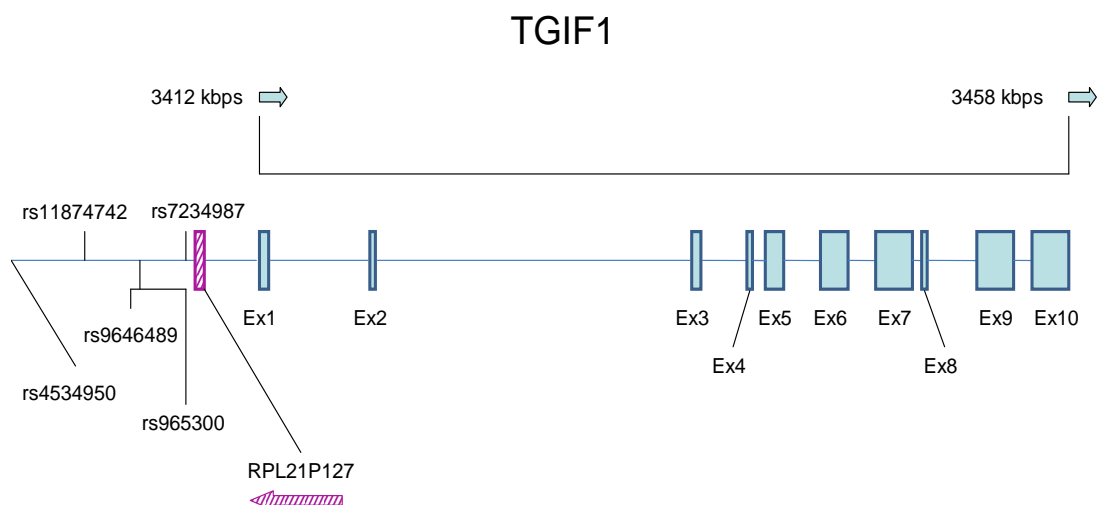 TGIF1
3412 kbps
3458 kbps
rs11874742
rs7234987
rs9646489
rs4534950
rs965300
Ex1
Ex2
Ex3
Ex4
Ex5
Ex6
Ex7
Ex8
Ex9
Ex10
RPL21P127